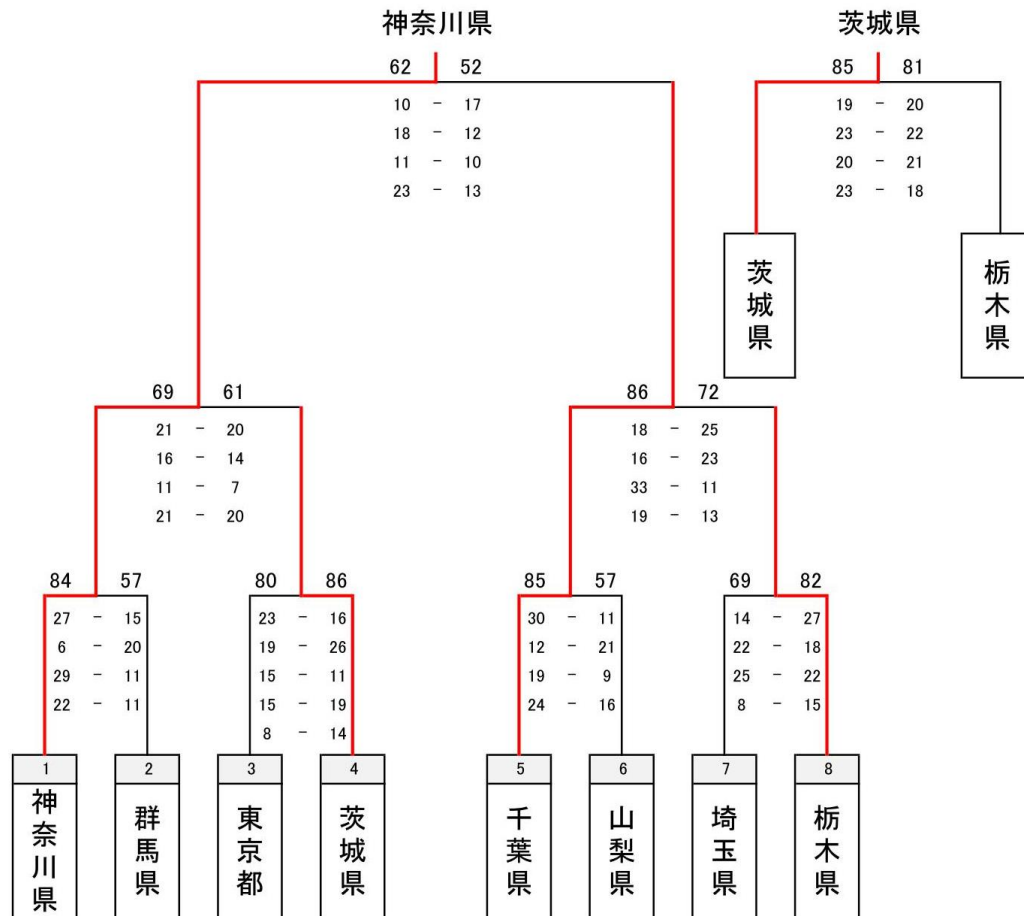 神奈川県 茨城県
62 52 85 81
10 - 17 19 - 20
18 - 12 23 - 22
11 - 10 20 - 21
23 - 13 23 - 18
茨城県 栃木県
69 61 86 72
21 - 20 18 - 25
16 - 14 16 - 23
11 - 7 33 - 11
21 - 20 19 - 13
84 57 80 86 85 57 69 82
27 - 15 23 - 16 30 - 11 14 - 27
6 - 20 19 - 26 12 - 21 22 - 18
29 - 11 15 - 11 19 - 9 25 - 22
22 - 11 15 - 19 24 - 16 8 - 15
8 - 14
1 2 3 4 5 6 7 8
神奈川県 群馬県 東京都 茨城県 千葉県 山梨県 埼玉県 栃木県